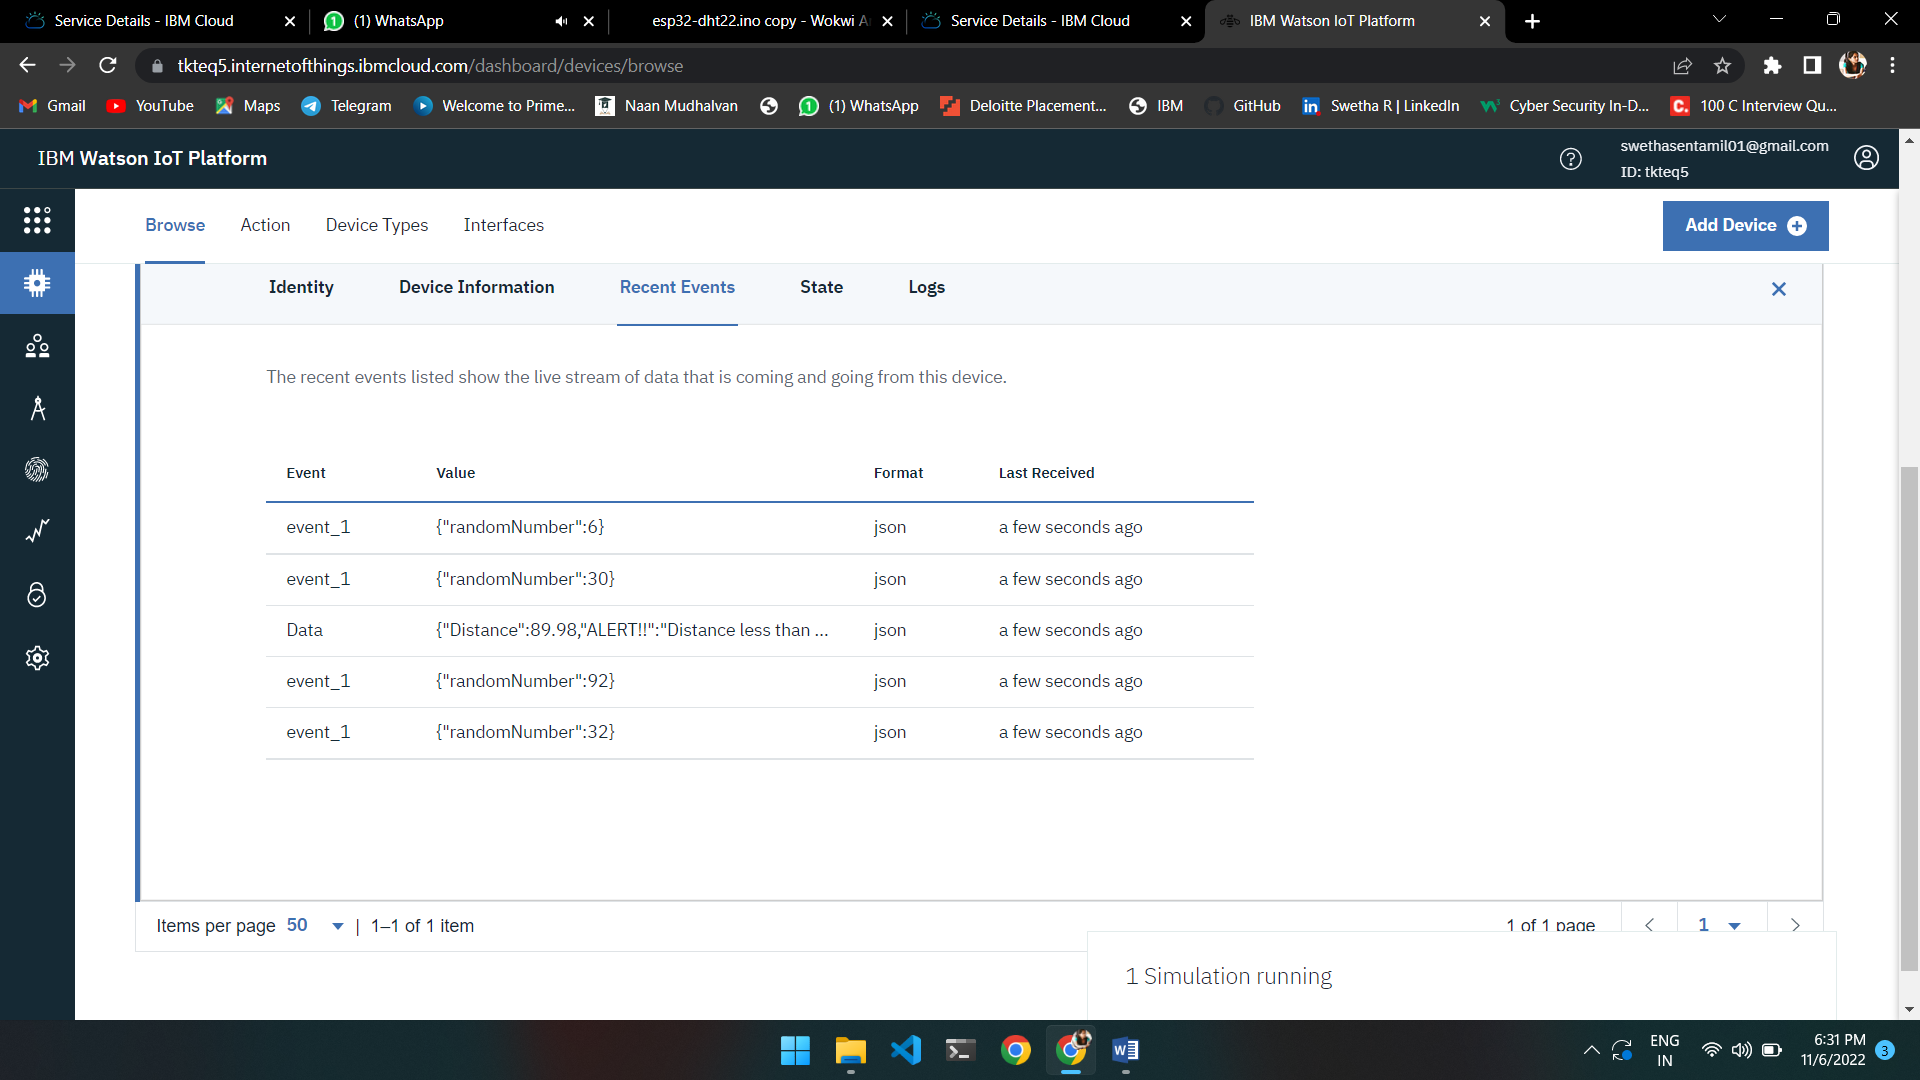 Service Details - IBM Cloud
(1) WhatsApp
esp32-dht22.ino copy - Wokwi A
Service Details - IBM Cloud
IBM Watson IoT Platform
tkteq5.internetofthings.ibmcloud.com/dashboard/devices/browse
Gmail YouTube Maps Telegram Welcome to Prime... Naan Mudhalvan (1) WhatsApp Deloitte Placement... IBM GitHub Swetha R | LinkedIn Cyber Security In-D... 100 C Interview Qu...
IBM Watson IoT Platform
swethasentamil01@gmail.com
ID: tkteq5
Browse Action Device Types Interfaces
Add Device
Identity Device Information Recent Events State Logs
The recent events listed show the live stream of data that is coming and going from this device.
Event Value Format Last Received
event_1 {"randomNumber":6} json a few seconds ago
event_1 {"randomNumber":30} json a few seconds ago
Data {"Distance":89.98,"ALERT!!":"Distance less than ... json a few seconds ago
event_1 {"randomNumber":92} json a few seconds ago
event_1 {"randomNumber":32} json a few seconds ago
Items per page 50 | 1–1 of 1 item
1 of 1 page 1
1 Simulation running
ENG
IN
6:31 PM
11/6/2022
3